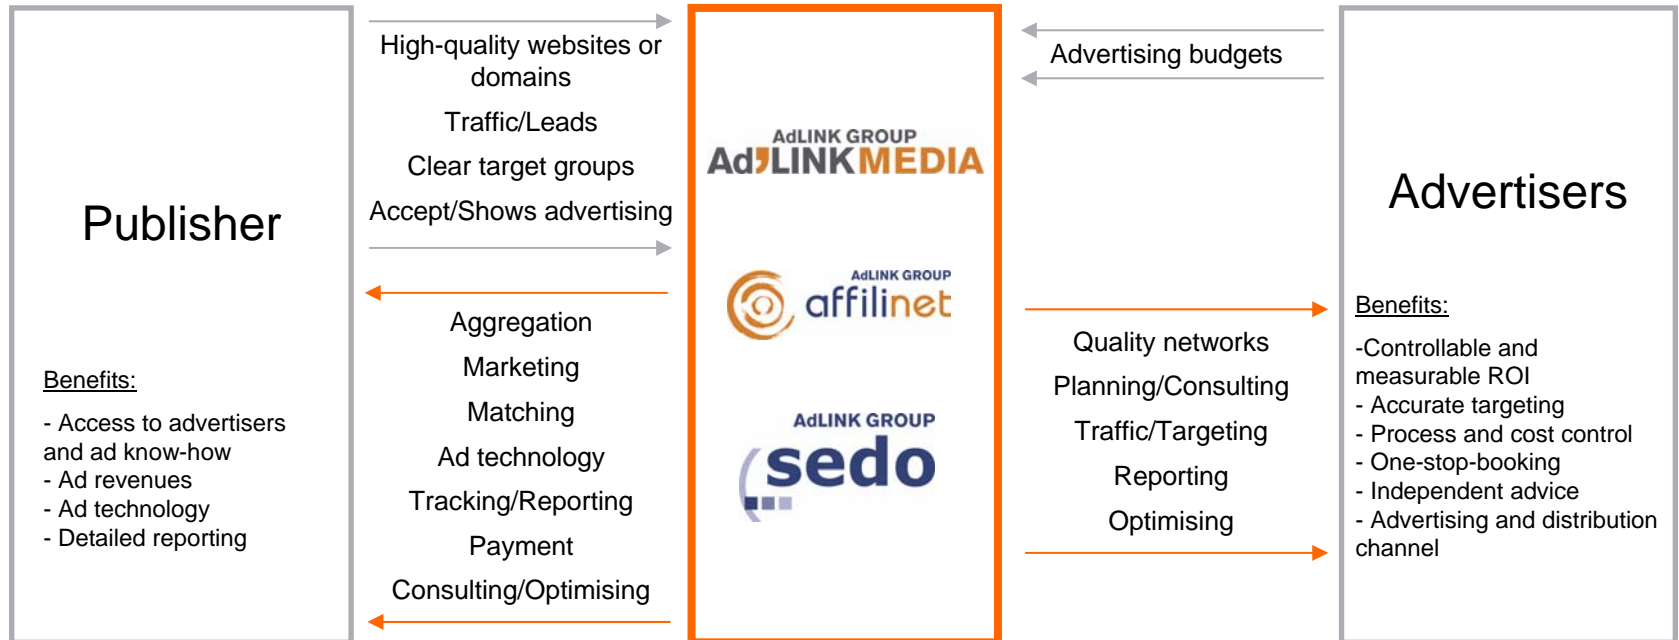 Publisher
Benefits:
- Access to advertisers
and ad know-how
- Ad revenues
- Ad technology
- Detailed reporting
High-quality websites or
domains
Traffic/Leads
Clear target groups
Accept/Shows advertising
Aggregation
Marketing
Matching
Ad technology
Tracking/Reporting
Payment
Consulting/Optimising
AdLINK GROUP
Ad'LINKMEDIA
AdLINK GROUP
affilinet
AdLINK GROUP
sedo
Advertising budgets
Quality networks
Planning/Consulting
Traffic/Targeting
Reporting
Optimising
Advertisers
Benefits:
-Controllable and
measurable ROI
- Accurate targeting
- Process and cost control
- One-stop-booking
- Independent advice
- Advertising and distribution
channel